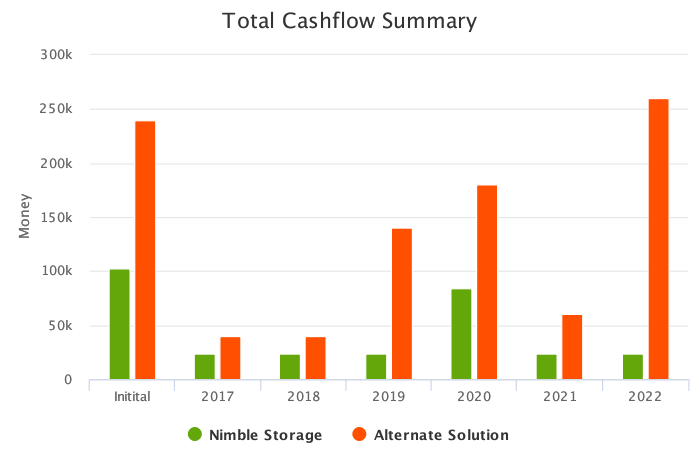 Total Cashflow Summary
300k
250k
200k
150k
100k
50k
0
Money
Initital 2017 2018 2019 2020 2021 2022
Nimble Storage Alternate Solution